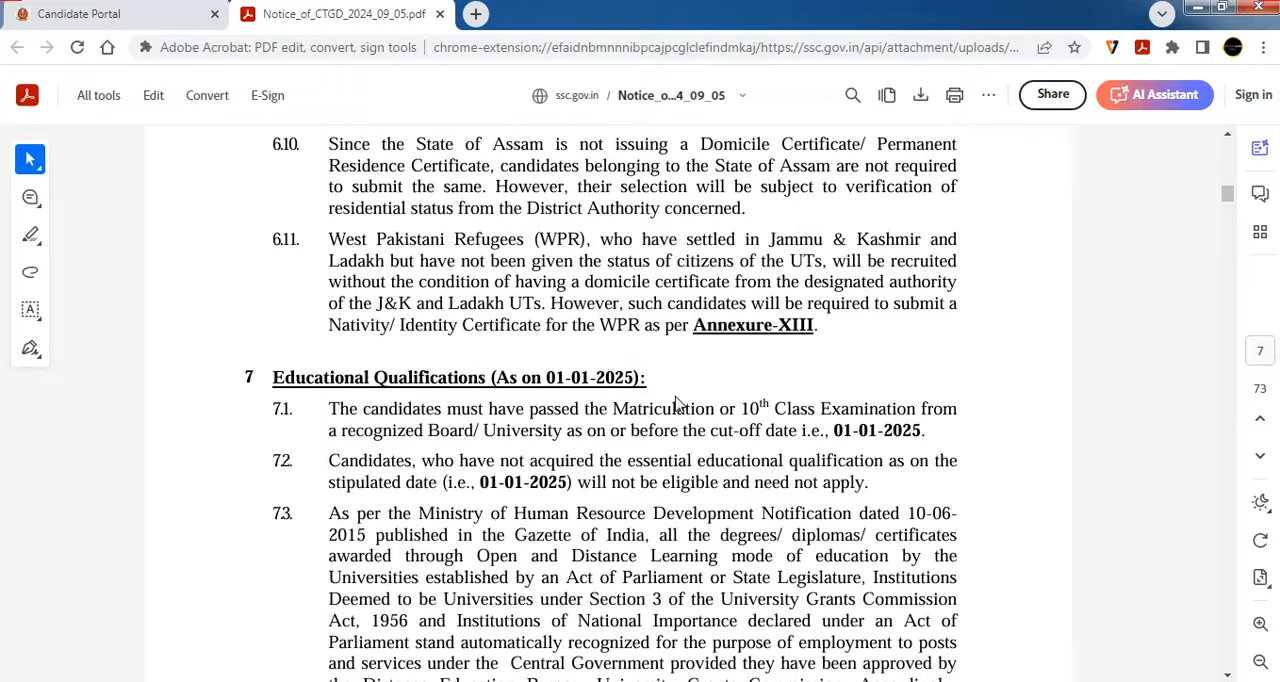 Candidate Portal
Notice_of_CTGD_2024_09_05.pdf
Adobe Acrobat: PDF edit, convert, sign tools
chrome-extension://efaidnbmnnnibpcajpcglclefindmkaj/https://ssc.gov.in/api/attachment/uploads/...
All tools
Edit
Convert
E-Sign
ssc.gov.in / Notice_o...4_09_05
Share
AI Assistant
Sign in
6.10. Since the State of Assam is not issuing a Domicile Certificate/ Permanent
Residence Certificate, candidates belonging to the State of Assam are not required
to submit the same. However, their selection will be subject to verification of
residential status from the District Authority concerned.
6.11. West Pakistani Refugees (WPR), who have settled in Jammu & Kashmir and
Ladakh but have not been given the status of citizens of the UTs, will be recruited
without the condition of having a domicile certificate from the designated authority
of the J&K and Ladakh UTs. However, such candidates will be required to submit a
Nativity/ Identity Certificate for the WPR as per Annexure-XIII.
7 Educational Qualifications (As on 01-01-2025):
7.1. The candidates must have passed the Matriculation or 10th Class Examination from
a recognized Board/ University as on or before the cut-off date i.e., 01-01-2025.
7.2. Candidates, who have not acquired the essential educational qualification as on the
stipulated date (i.e., 01-01-2025) will not be eligible and need not apply.
7.3. As per the Ministry of Human Resource Development Notification dated 10-06-
2015 published in the Gazette of India, all the degrees/ diplomas/ certificates
awarded through Open and Distance Learning mode of education by the
Universities established by an Act of Parliament or State Legislature, Institutions
Deemed to be Universities under Section 3 of the University Grants Commission
Act, 1956 and Institutions of National Importance declared under an Act of
Parliament stand automatically recognized for the purpose of employment to posts
and services under the Central Government provided they have been approved by
7
73